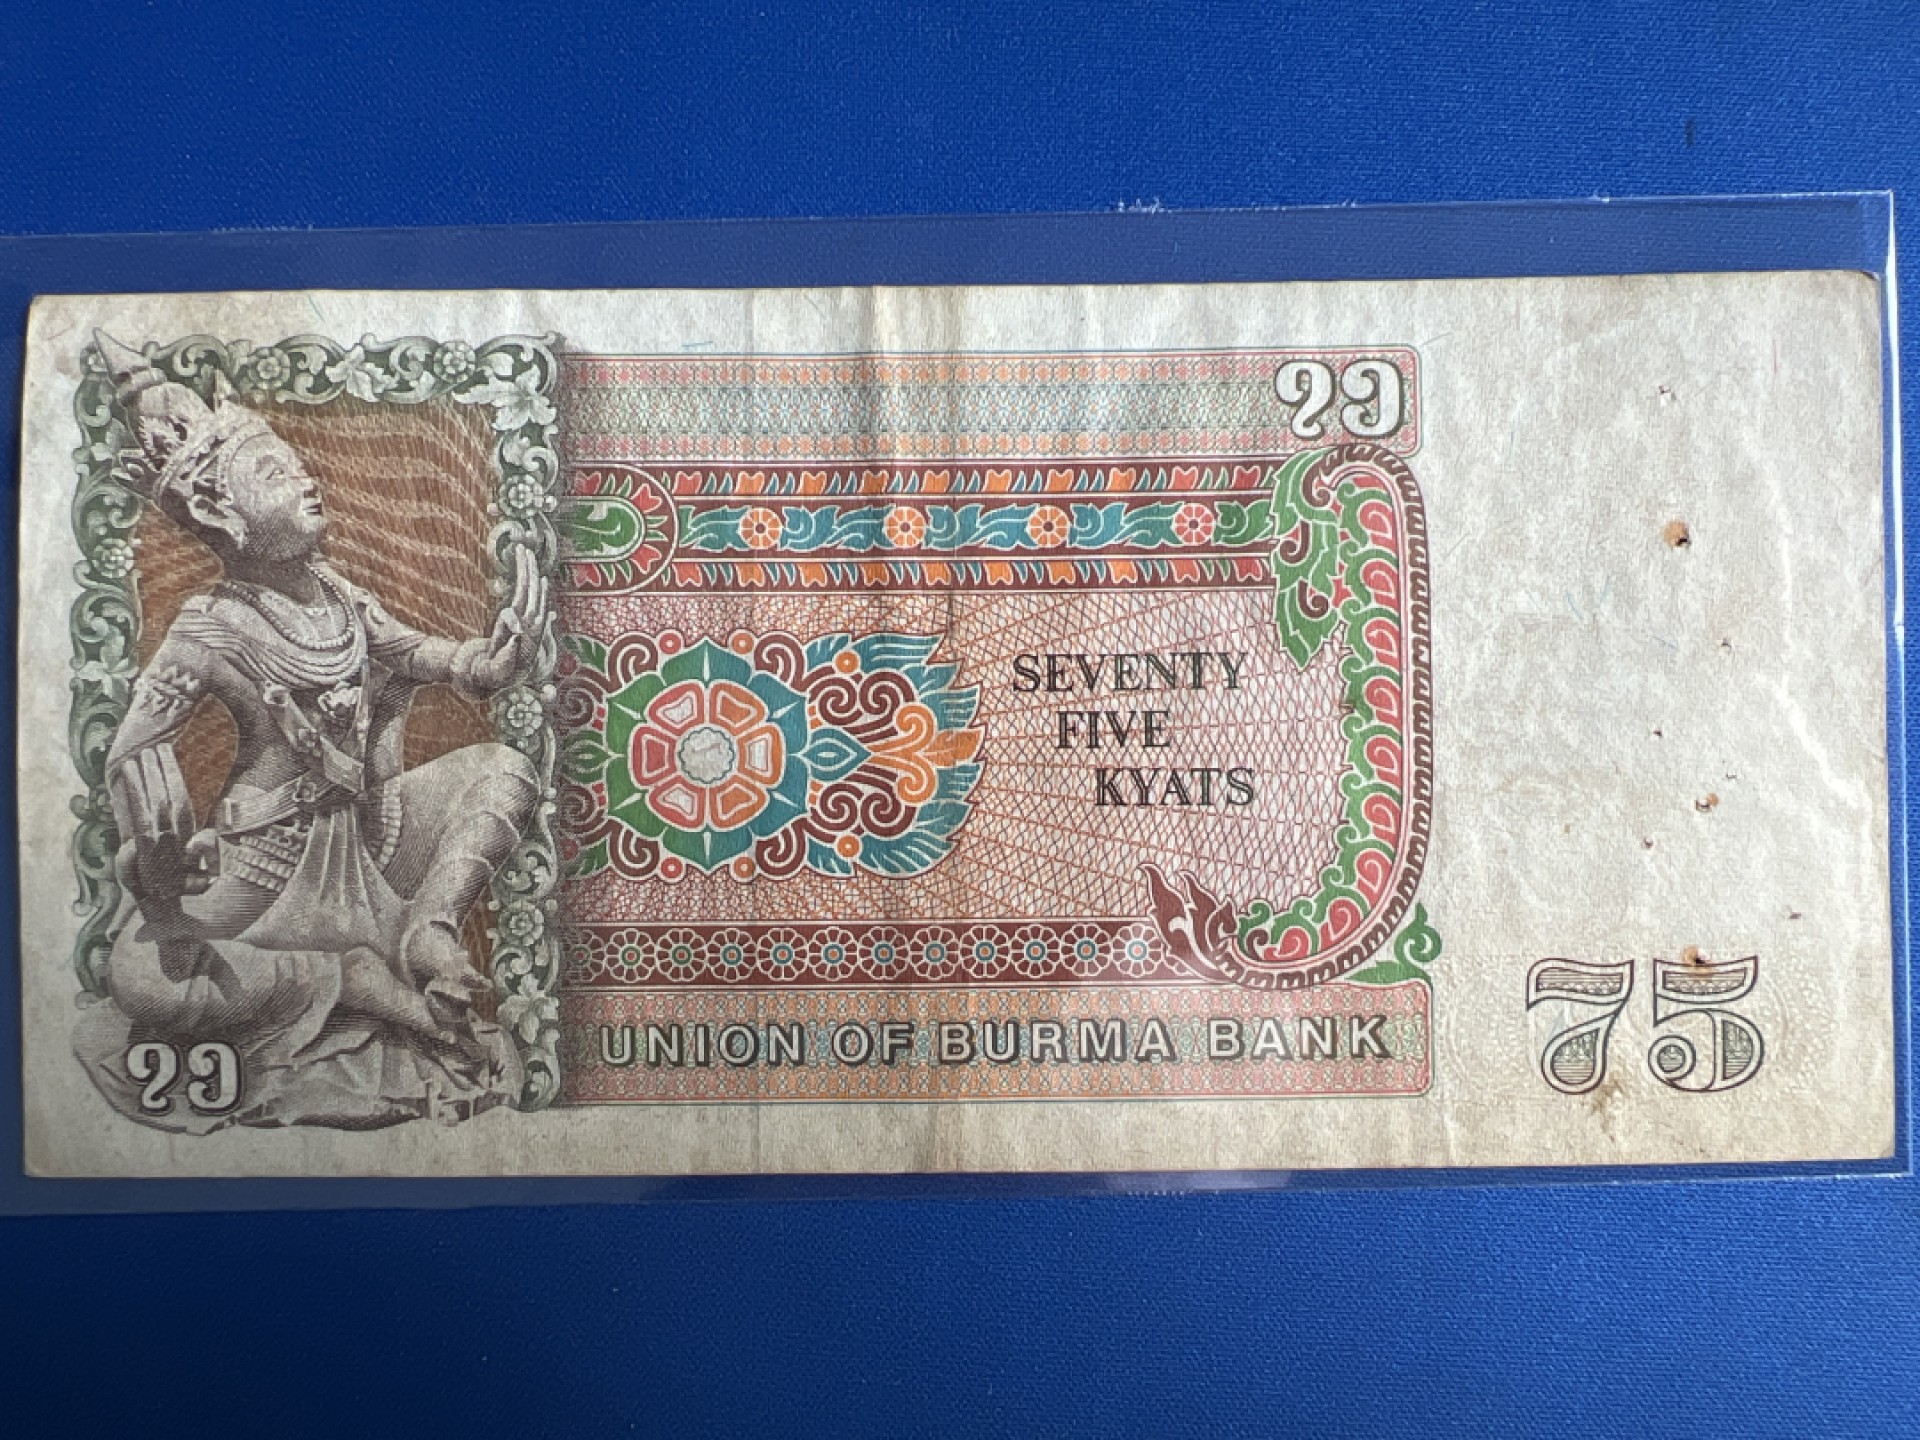 ၇၅
SEVENTY
FIVE
KYATS
၇၅
UNION OF BURMA BANK
75